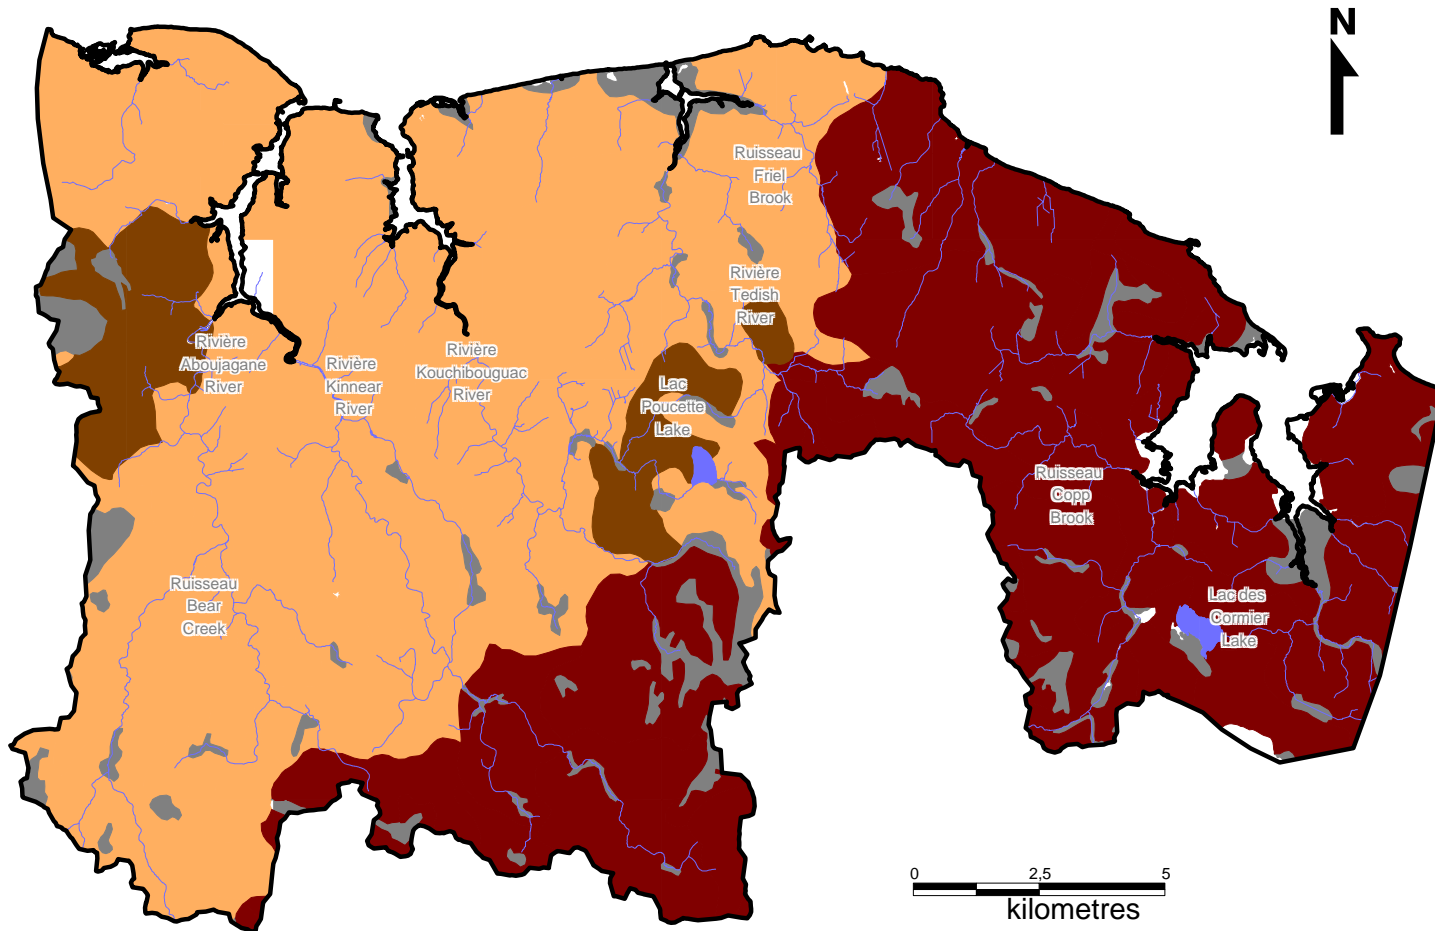 N
Ruisseau
Friel
Brook
Rivière
Tedish
River
Rivière
Aboujagane
River
Rivière
Kinnear
River
Rivière
Kouchibouguac
River
Lac
Poucette
Lake
Ruisseau
Copp
Brook
Ruisseau
Bear
Creek
Lac des
Cormier
Lake
0 2,5 5
kilometres